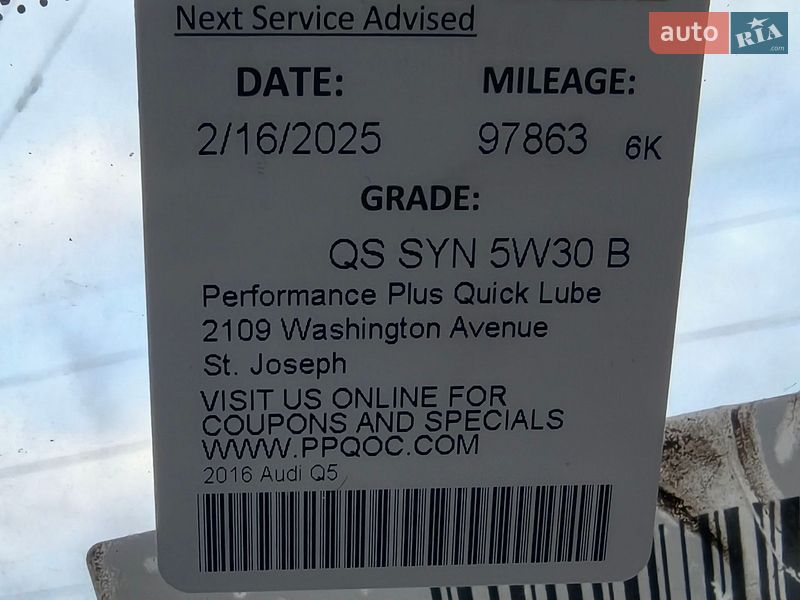 Next Service Advised
auto RIA .com
DATE: MILEAGE:
2/16/2025 97863 6K
GRADE:
QS SYN 5W30 B
Performance Plus Quick Lube
2109 Washington Avenue
St. Joseph
VISIT US ONLINE FOR
COUPONS AND SPECIALS
WWW.PPQOC.COM
2016 Audi Q5